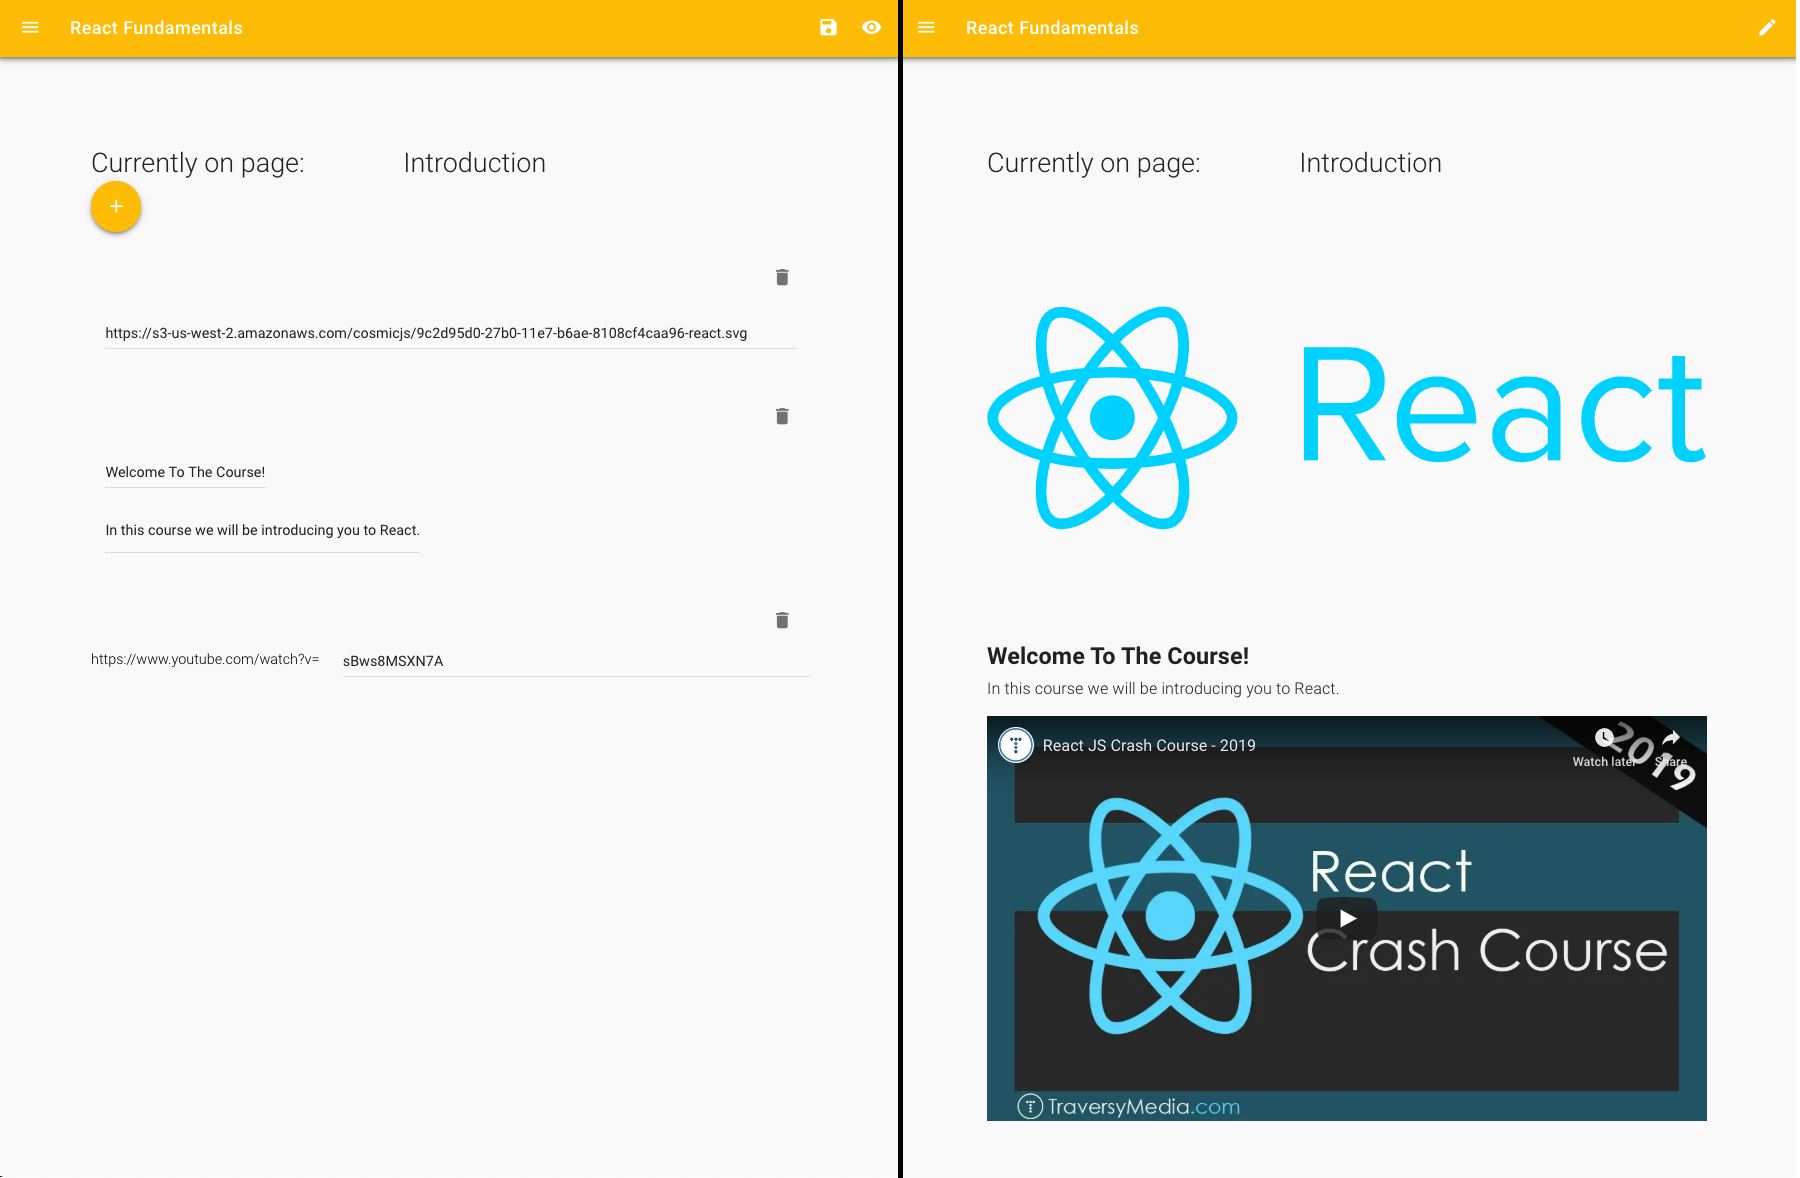 React Fundamentals
Currently on page: Introduction
https://s3-us-west-2.amazonaws.com/cosmicjs/9c2d95d0-27b0-11e7-b6ae-8108cf4caa96-react.svg
Welcome To The Course!
In this course we will be introducing you to React.
https://www.youtube.com/watch?v= sBws8MSXN7A
React Fundamentals
Currently on page: Introduction
React
Welcome To The Course!
In this course we will be introducing you to React.
React JS Crash Course - 2019
2019
Watch later Share
React
Crash Course
TraversyMedia.com